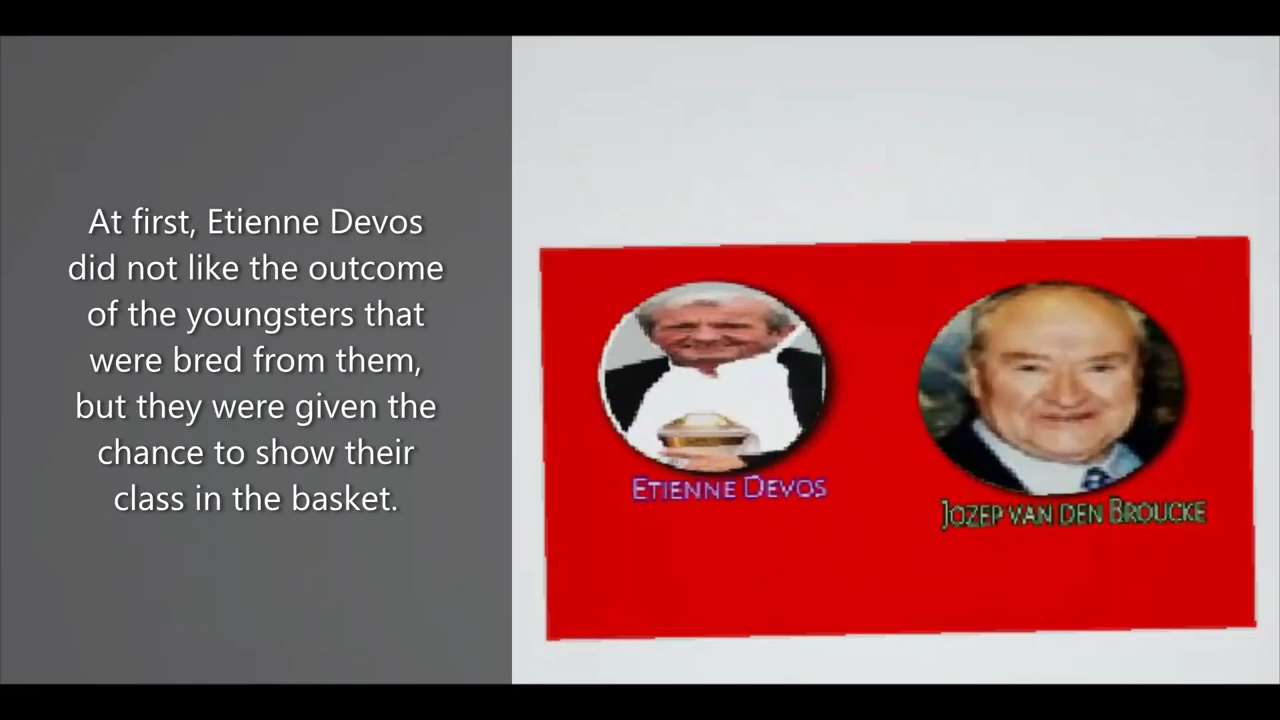 At first, Etienne Devos
did not like the outcome
of the youngsters that
were bred from them,
but they were given the
chance to show their
class in the basket.
ETIENNE DEVOS
JOZEP VAN DEN BROUCKE